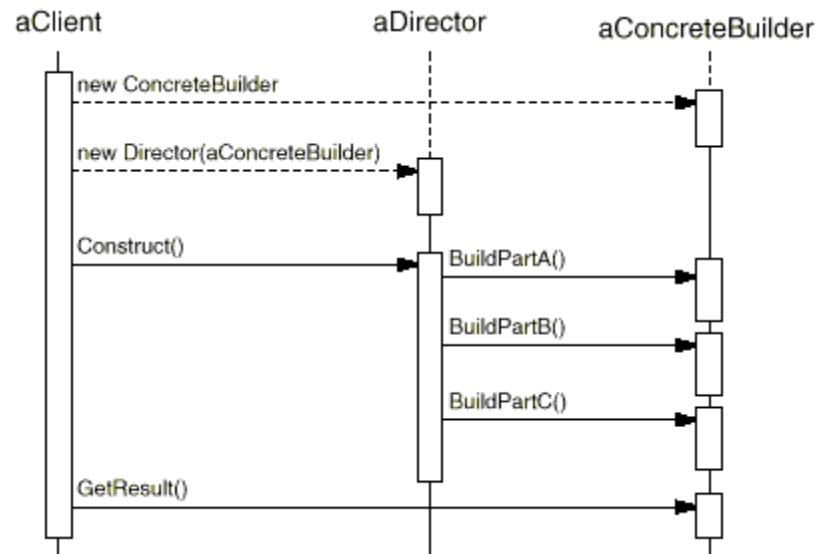 aClient
aDirector
aConcreteBuilder
new ConcreteBuilder
new Director(aConcreteBuilder)
Construct()
BuildPartA()
BuildPartB()
BuildPartC()
GetResult()